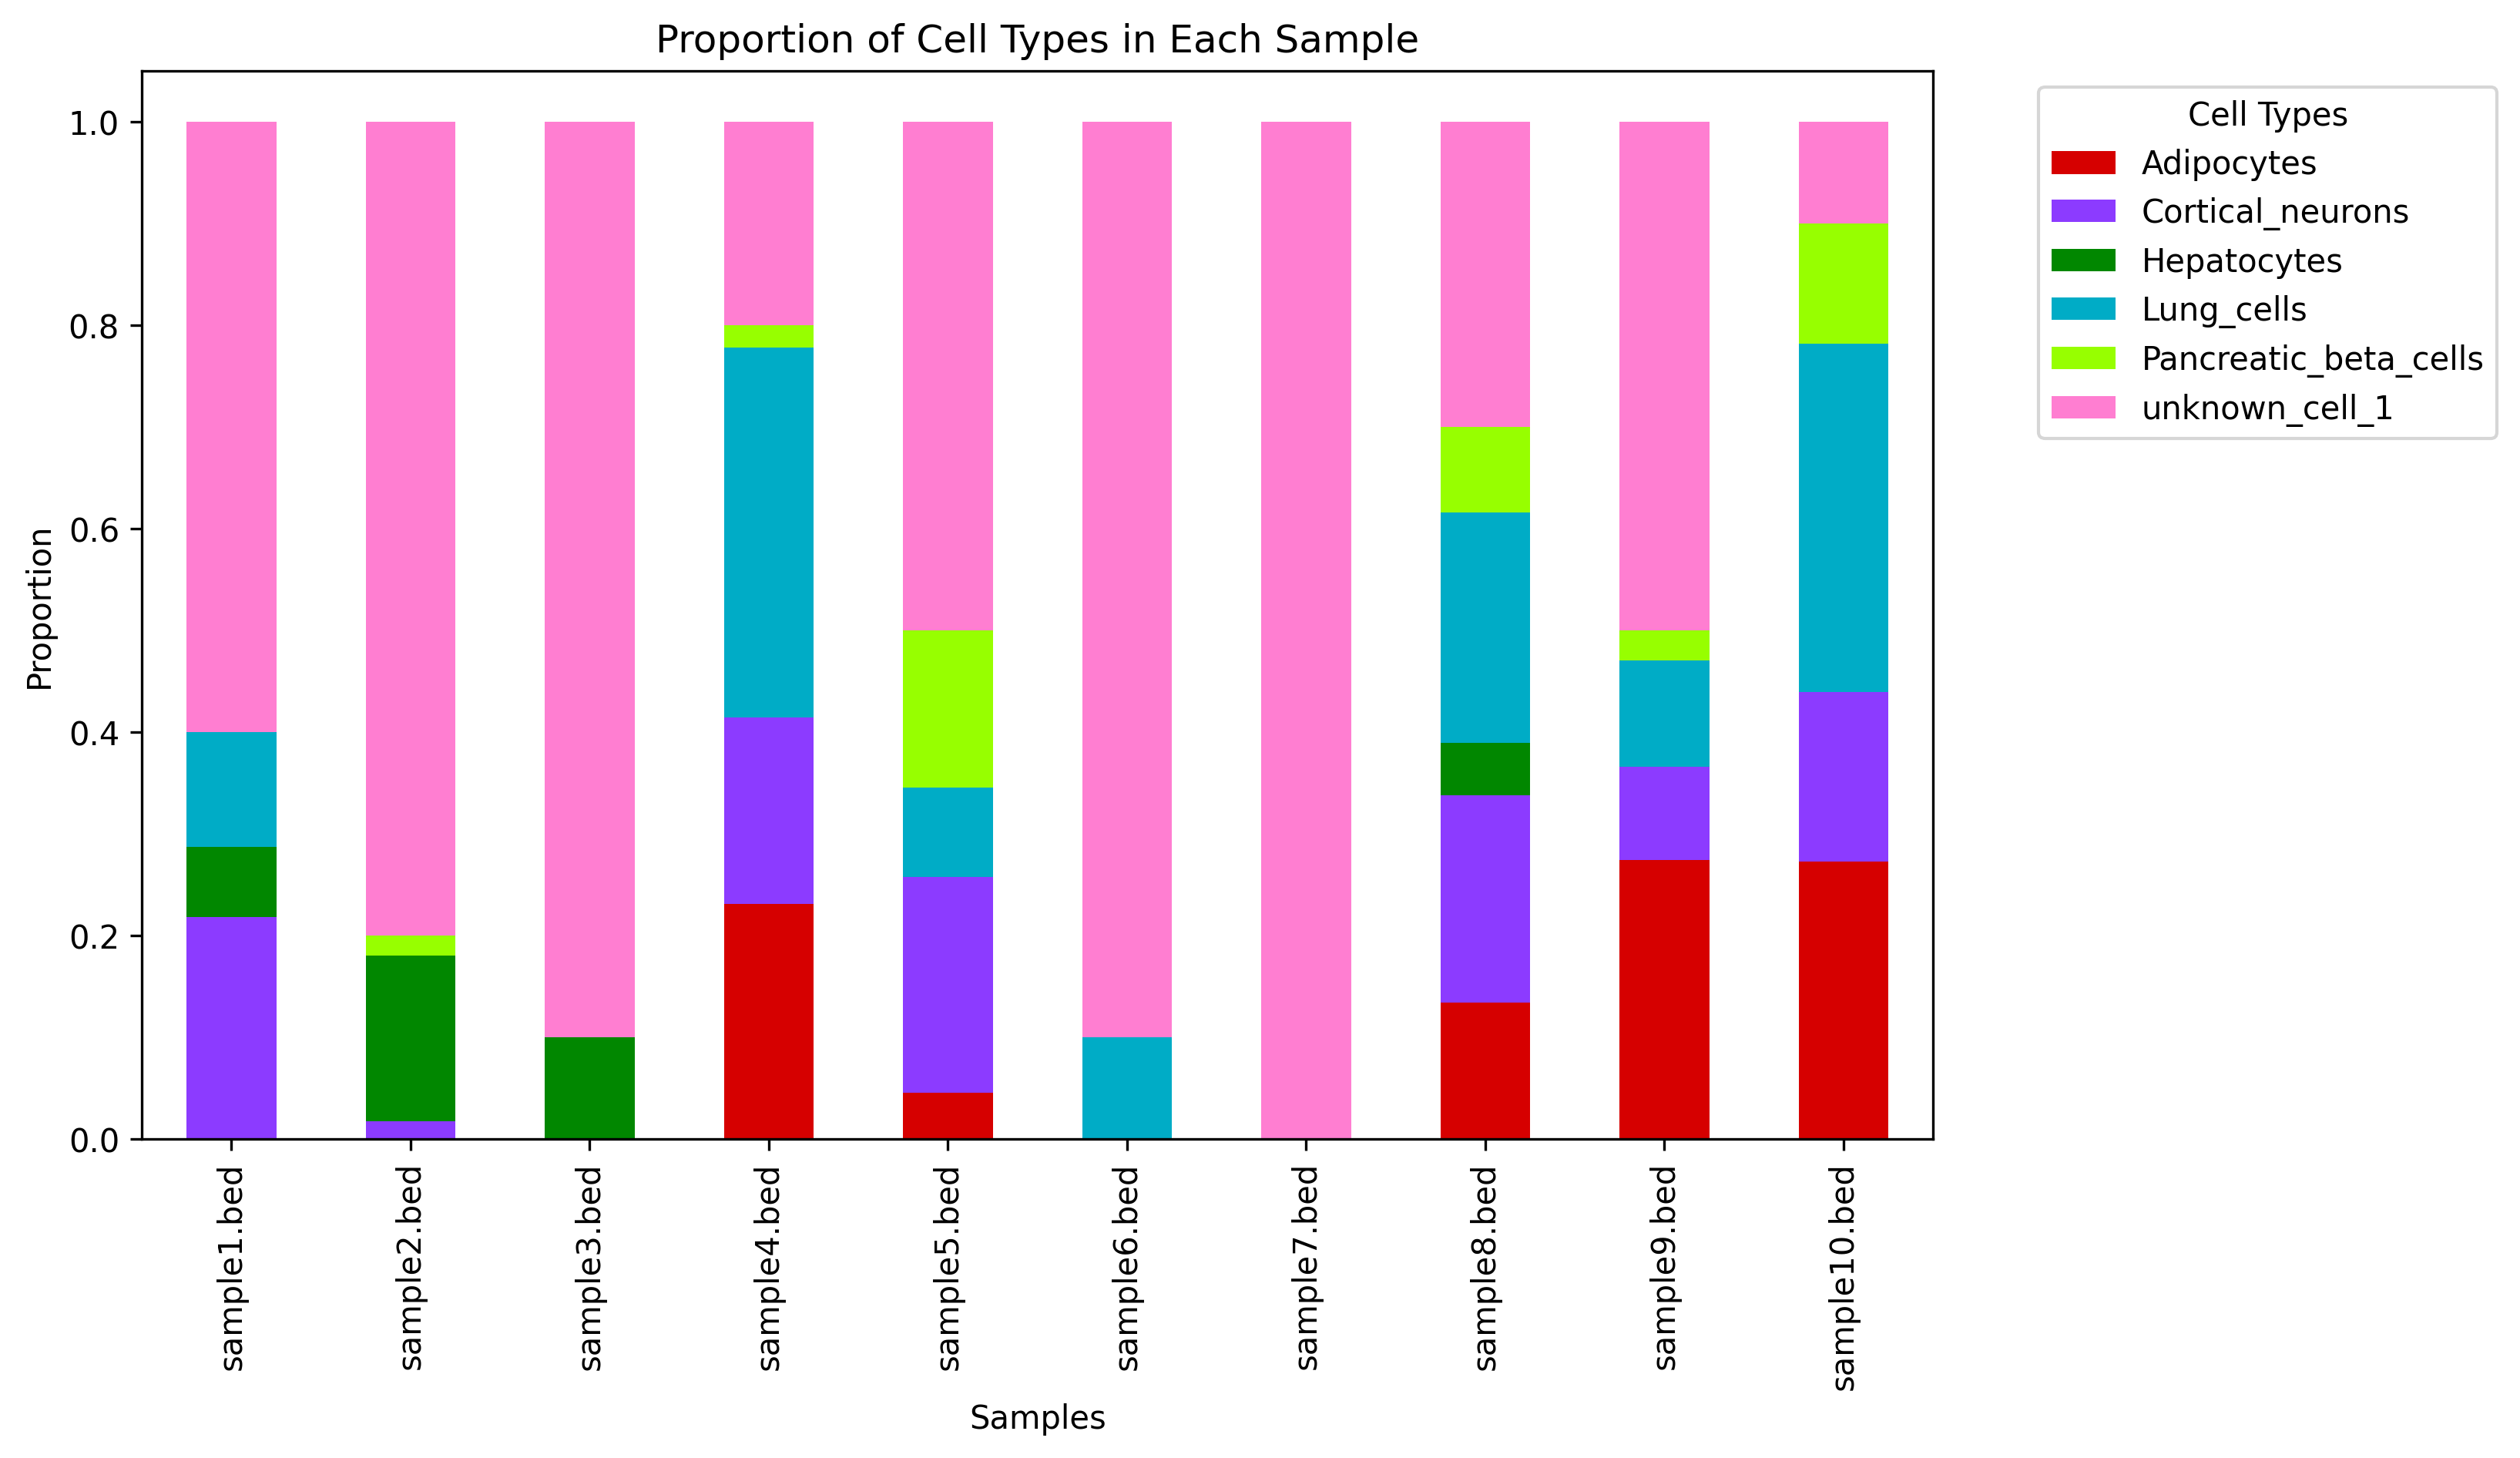 Proportion of Cell Types in Each Sample
Proportion
1.0
0.8
0.6
0.4
0.2
0.0
sample1.bed
sample2.bed
sample3.bed
sample4.bed
sample5.bed
sample6.bed
sample7.bed
sample8.bed
sample9.bed
sample10.bed
Samples
Cell Types
Adipocytes
Cortical_neurons
Hepatocytes
Lung_cells
Pancreatic_beta_cells
unknown_cell_1